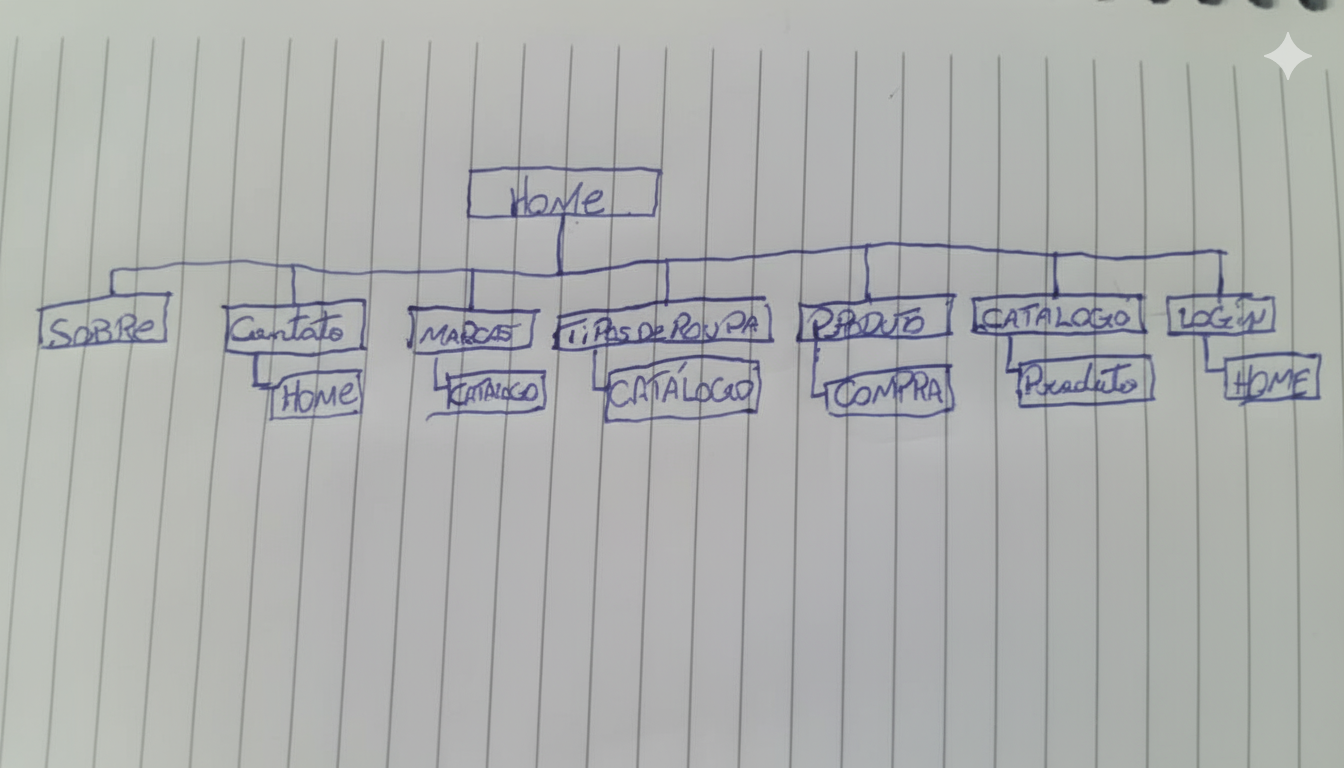 Home
SOBRe
Contato
MARCAS
TiPOS De ROUPA
PRODUTO
CATALOGO
LOGiN
HOMe
CATALOGO
CATÁLOGO
COMPRA
Produto
HOME